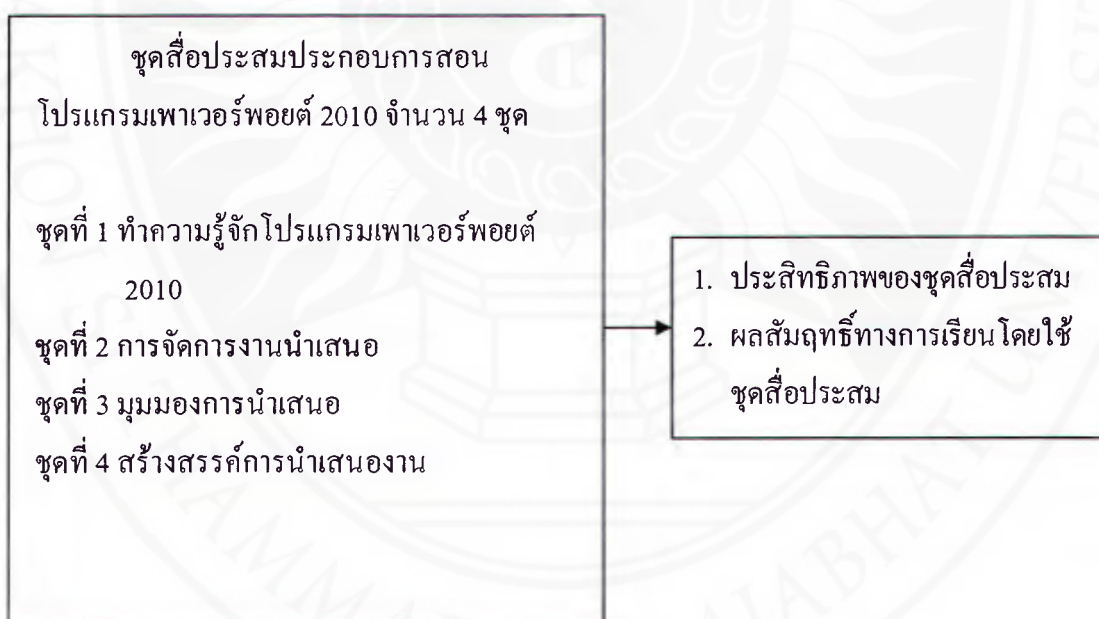 ชุดสื่อประสมประกอบการสอน
โปรแกรมเพาเวอร์พอยต์ 2010 จำนวน 4 ชุด
ชุดที่ 1 ทำความรู้จักโปรแกรมเพาเวอร์พอยต์
2010
ชุดที่ 2 การจัดการงานนำเสนอ
ชุดที่ 3 มุมมองการนำเสนอ
ชุดที่ 4 สร้างสรรค์การนำเสนองาน
1. ประสิทธิภาพของชุดสื่อประสม
2. ผลสัมฤทธิ์ทางการเรียนโดยใช้
ชุดสื่อประสม